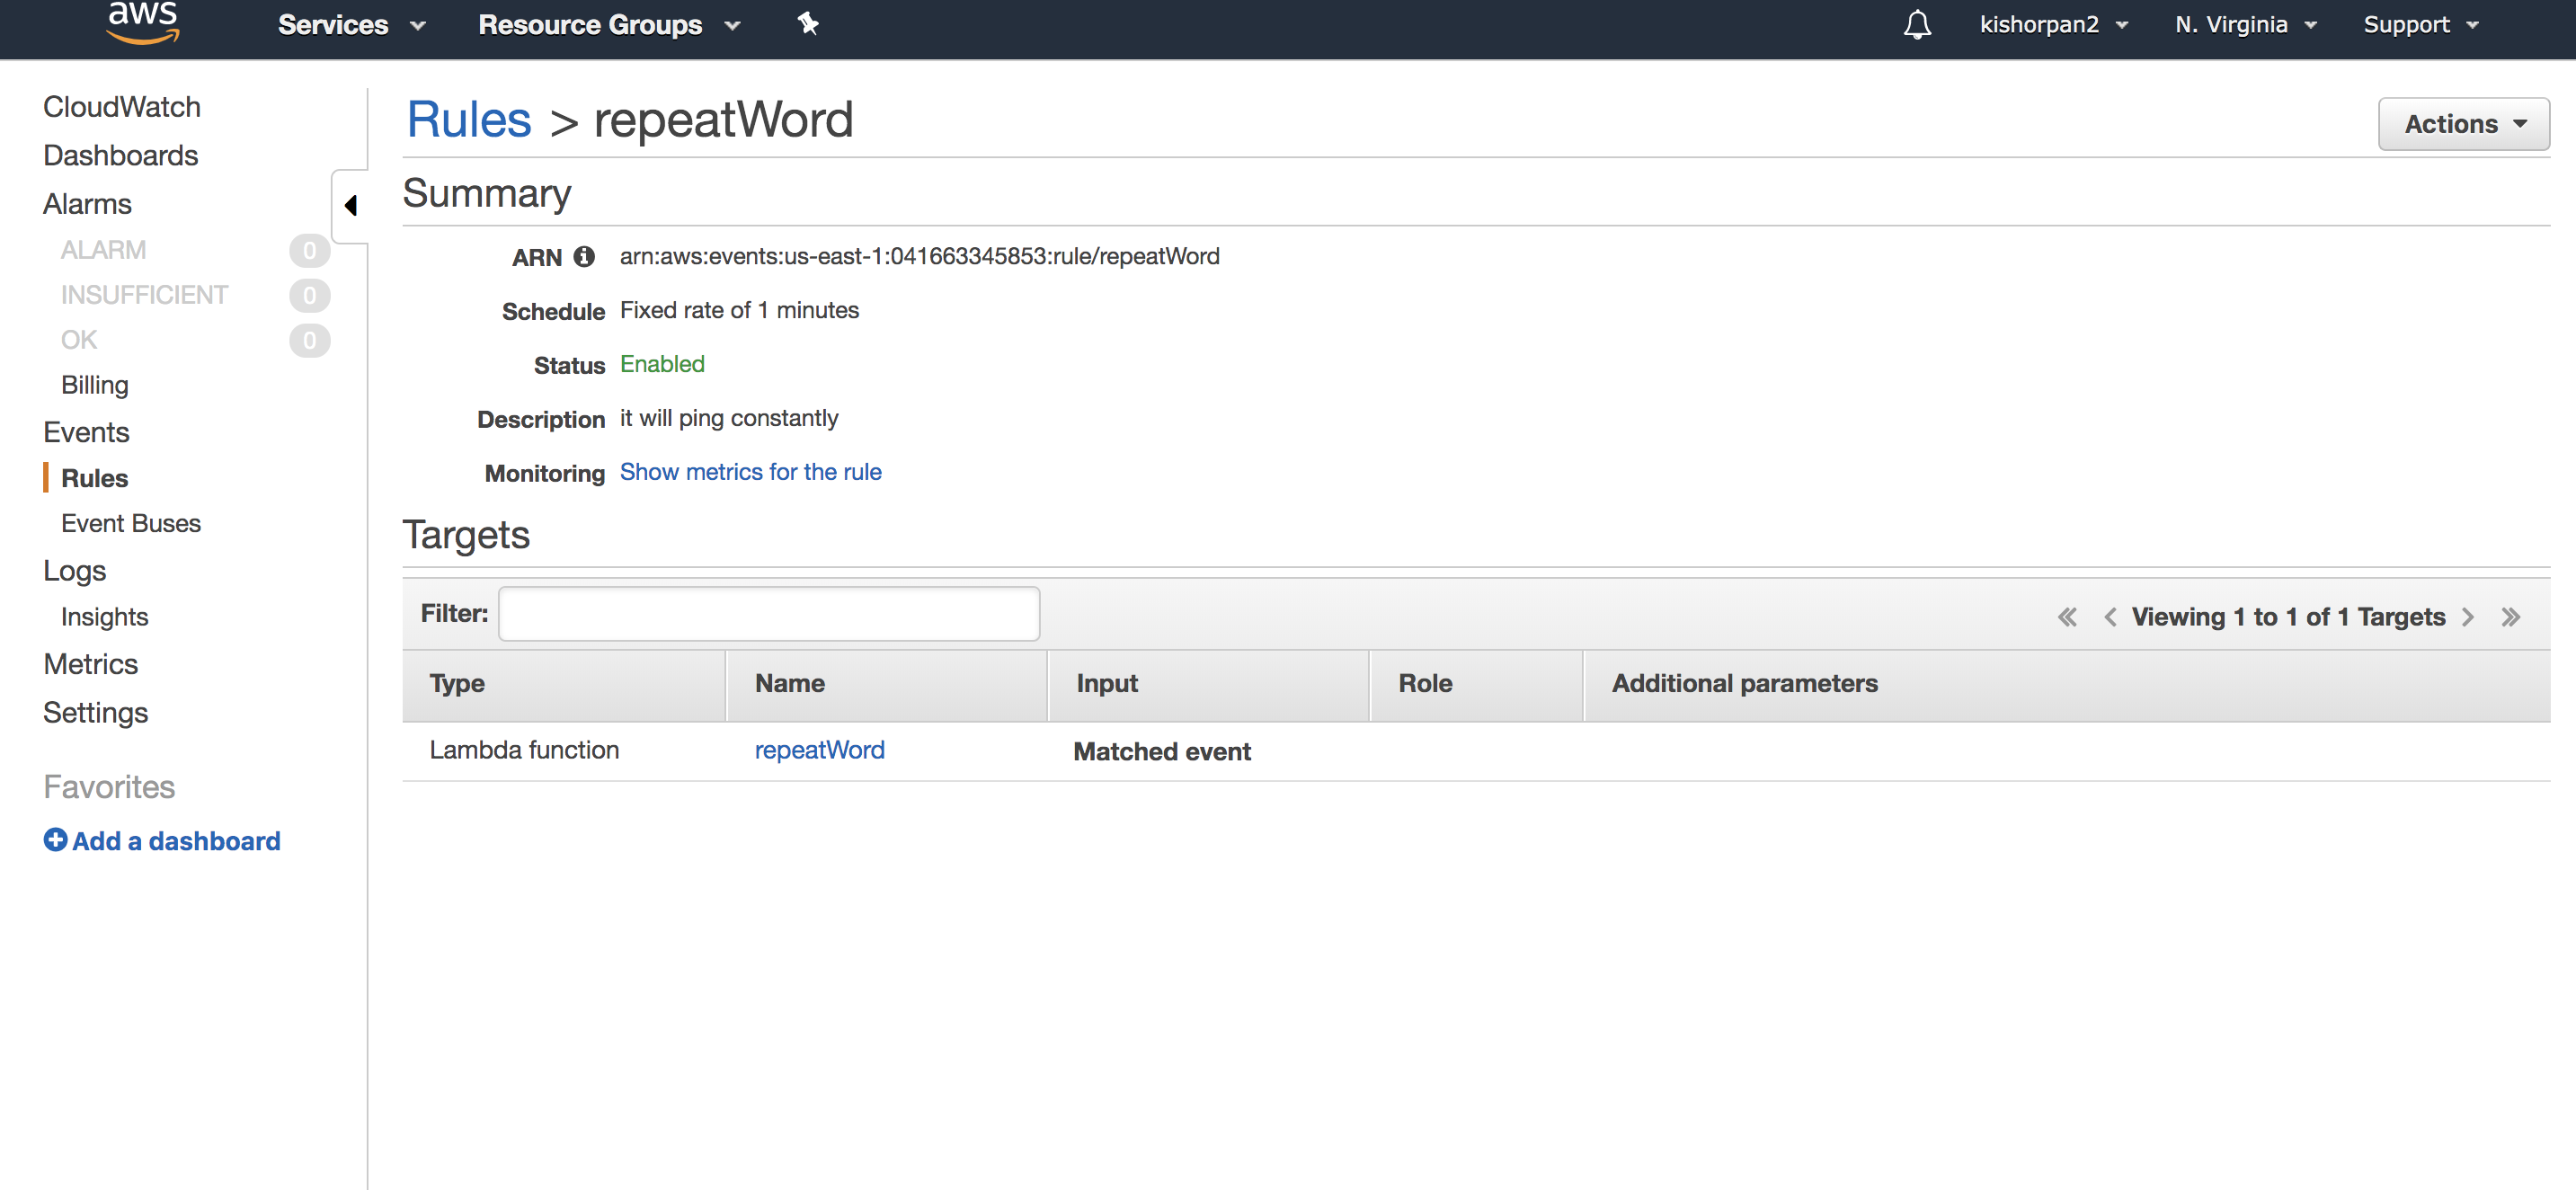 aws Services Resource Groups kishorpan2 N. Virginia Support
CloudWatch
Dashboards
Alarms
ALARM 0
INSUFFICIENT 0
OK 0
Billing
Events
Rules
Event Buses
Logs
Insights
Metrics
Settings
Favorites
Add a dashboard
Rules > repeatWord
Actions
Summary
ARN arn:aws:events:us-east-1:041663345853:rule/repeatWord
Schedule Fixed rate of 1 minutes
Status Enabled
Description it will ping constantly
Monitoring Show metrics for the rule
Targets
Filter: « < Viewing 1 to 1 of 1 Targets > »
Type Name Input Role Additional parameters
Lambda function repeatWord Matched event